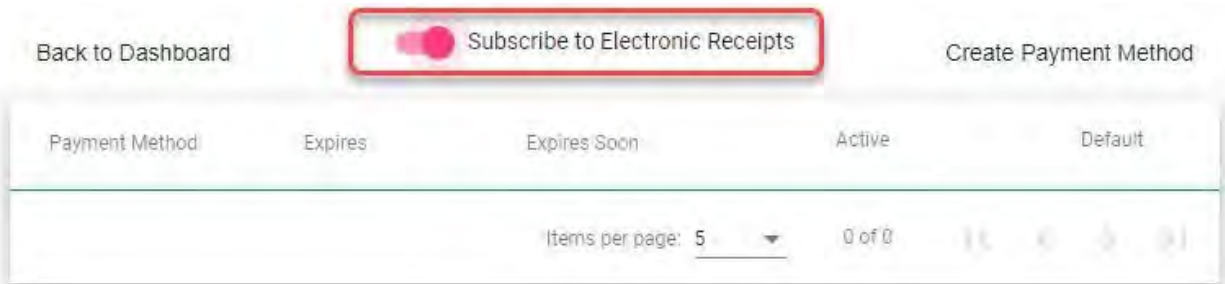 Back to Dashboard
Subscribe to Electronic Receipts
Create Payment Method
Payment Method Expires Expires Soon Active Default
Items per page: 5 0 of 0